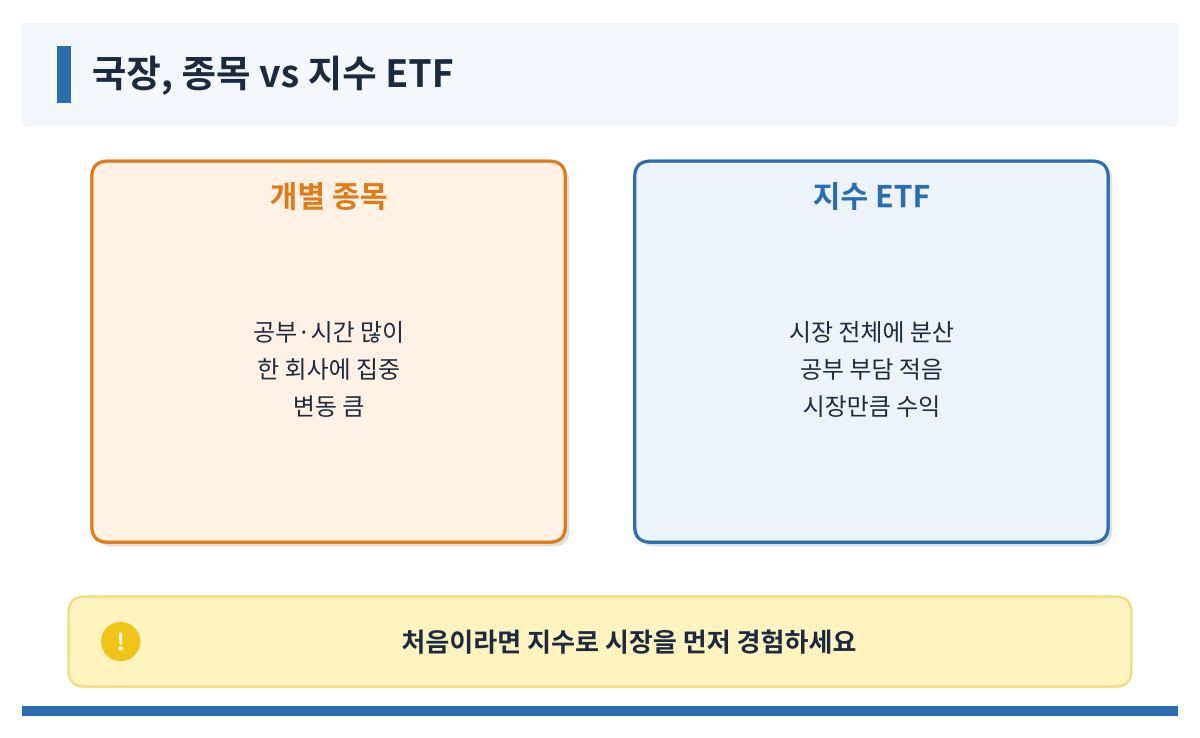 국장, 종목 vs 지수 ETF
개별 종목
공부·시간 많이
한 회사에 집중
변동 큼
지수 ETF
시장 전체에 분산
공부 부담 적음
시장만큼 수익
!
처음이라면 지수로 시장을 먼저 경험하세요